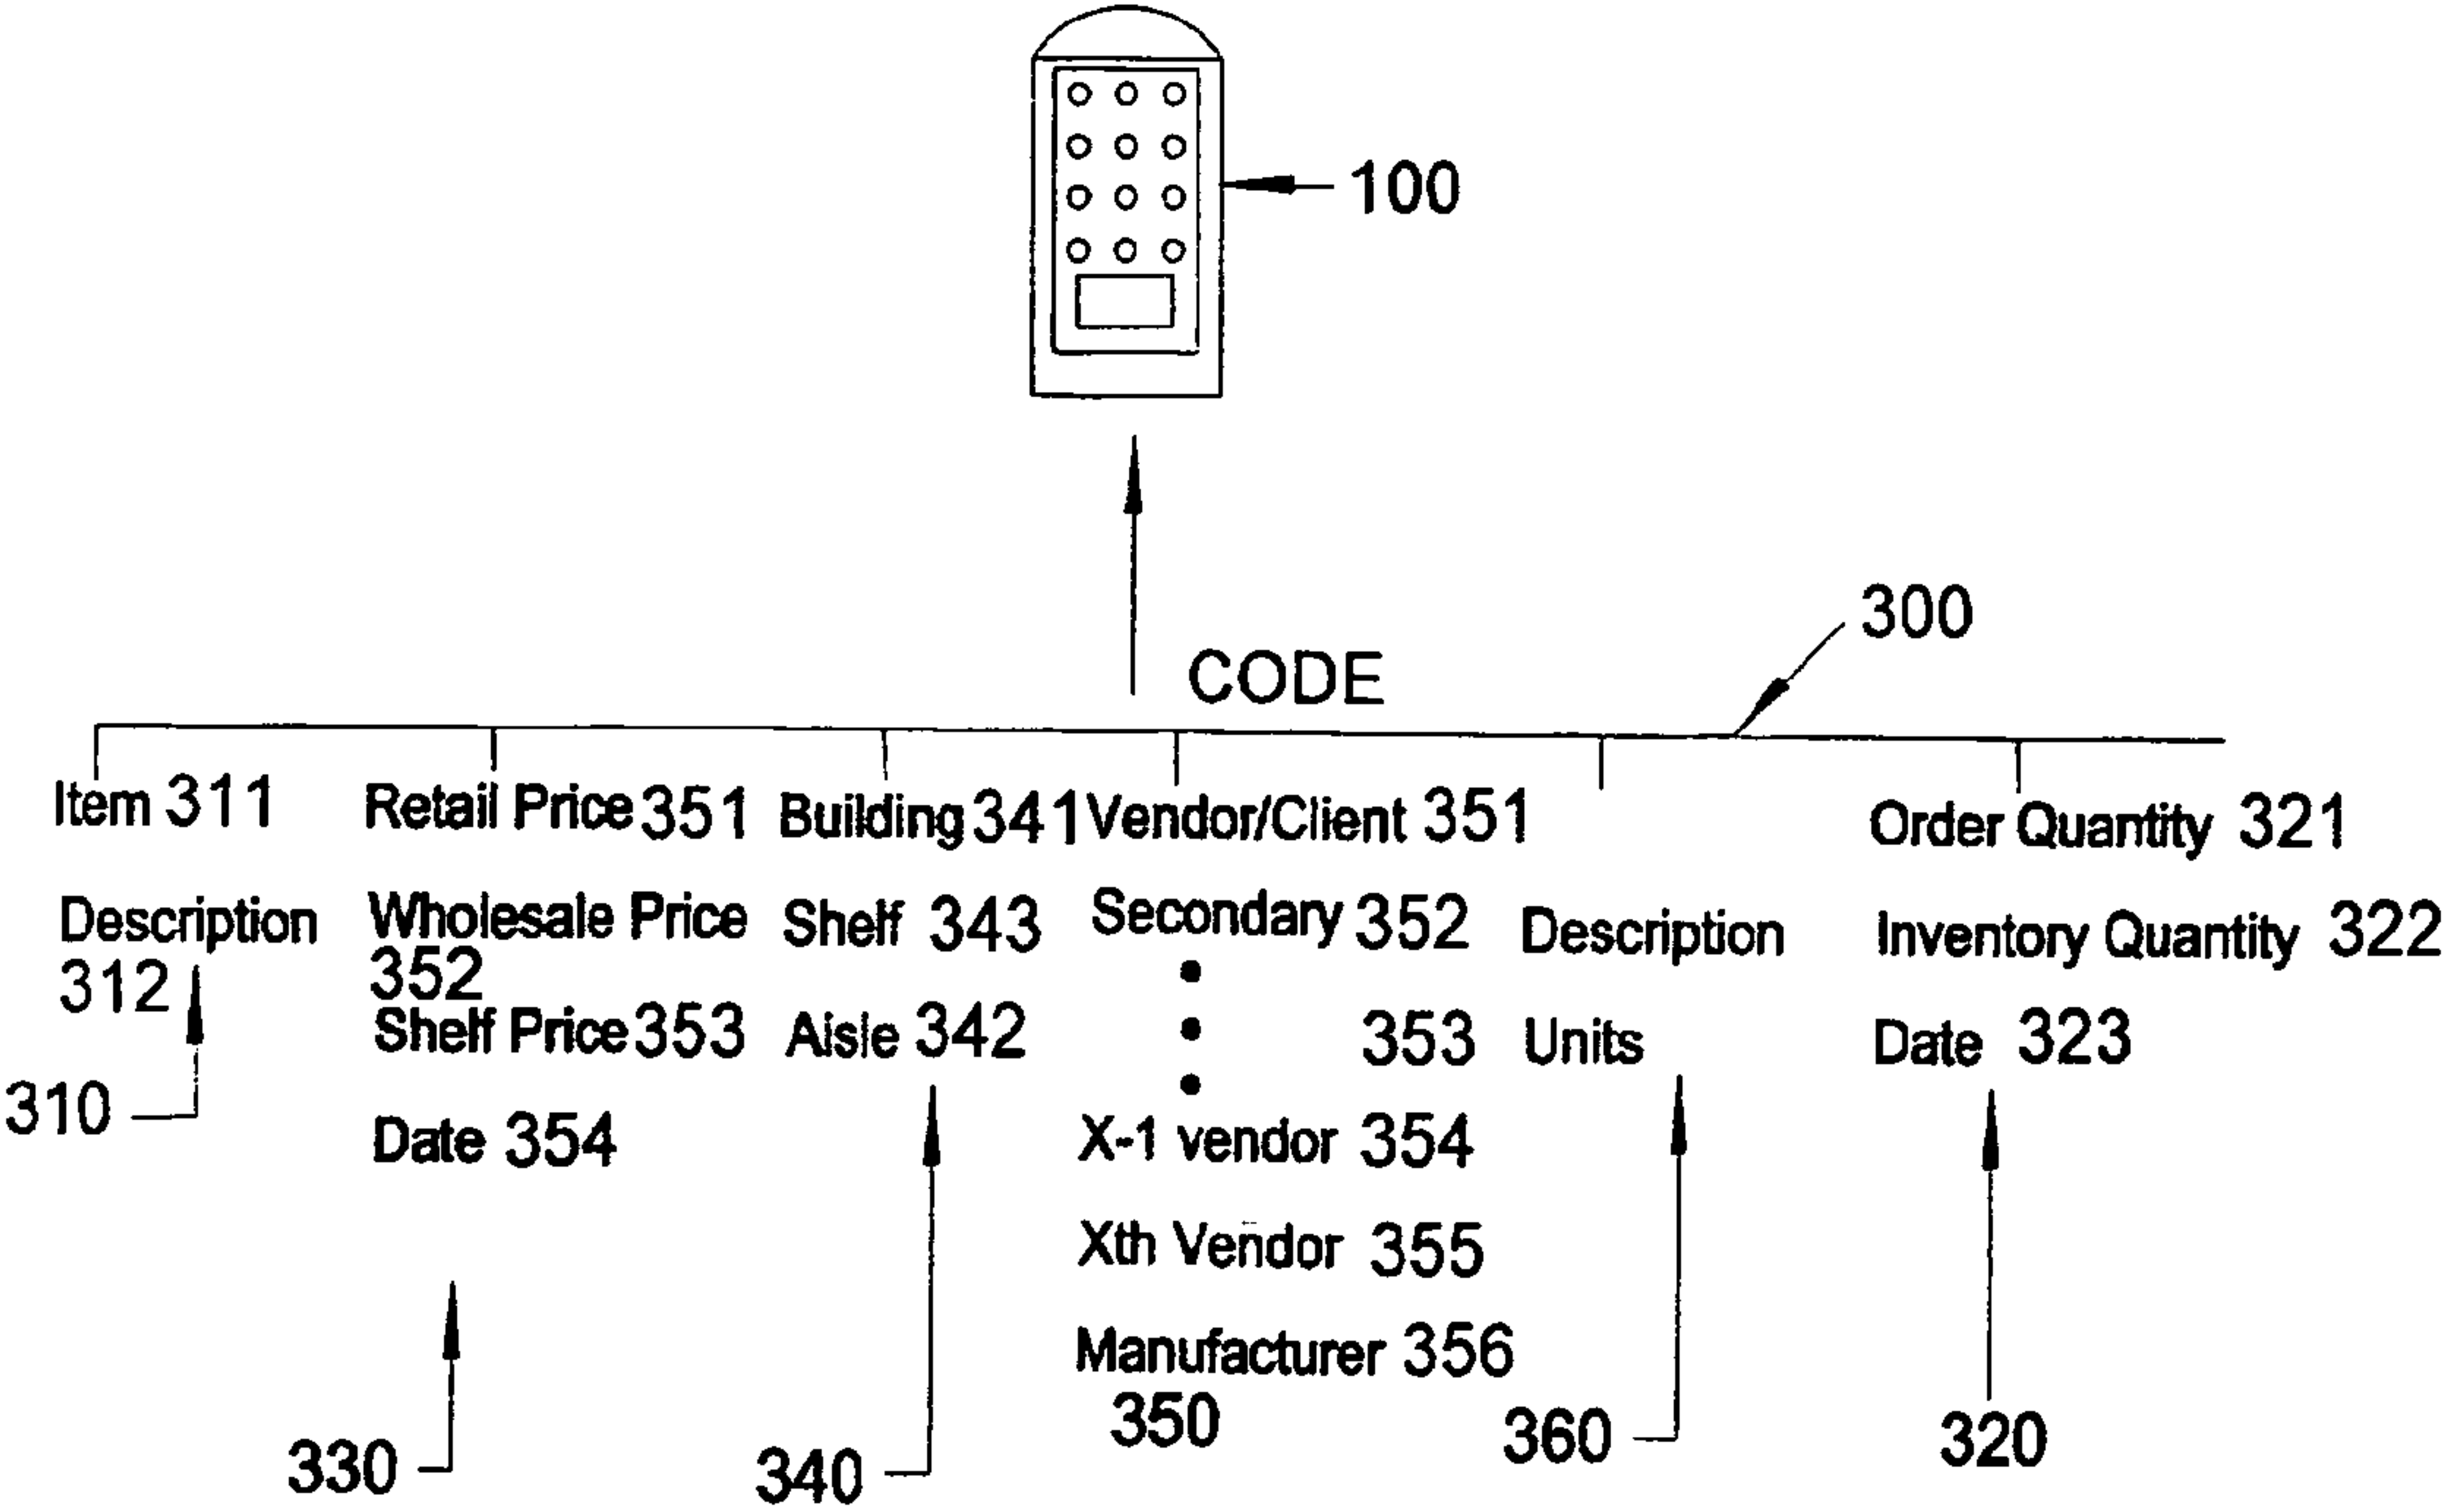 100
300
CODE
Item 311
Description
312
310
Retail Price 351
Wholesale Price
352
Shelf Price 353
Date 354
330
Building 341
Shelf 343
Aisle 342
340
Vendor/Client 351
Secondary 352
353
X-1 vendor 354
Xth Vendor 355
Manufacturer 356
350
Description
Units
360
Order Quantity 321
Inventory Quantity 322
Date 323
320